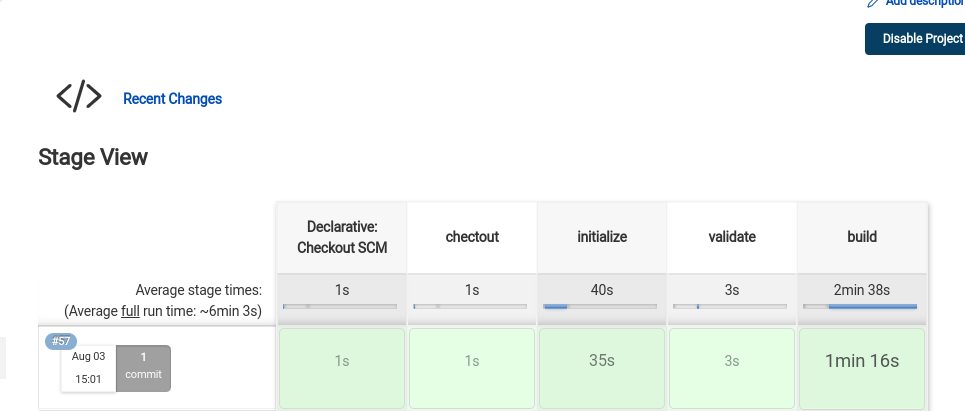 Add description
Disable Project
Recent Changes
Stage View
Declarative:
Checkout SCM
chectout
initialize
validate
build
Average stage times:
(Average full run time: ~6min 3s)
1s
1s
40s
3s
2min 38s
#57
Aug 03
15:01
1
commit
1s
1s
35s
3s
1min 16s